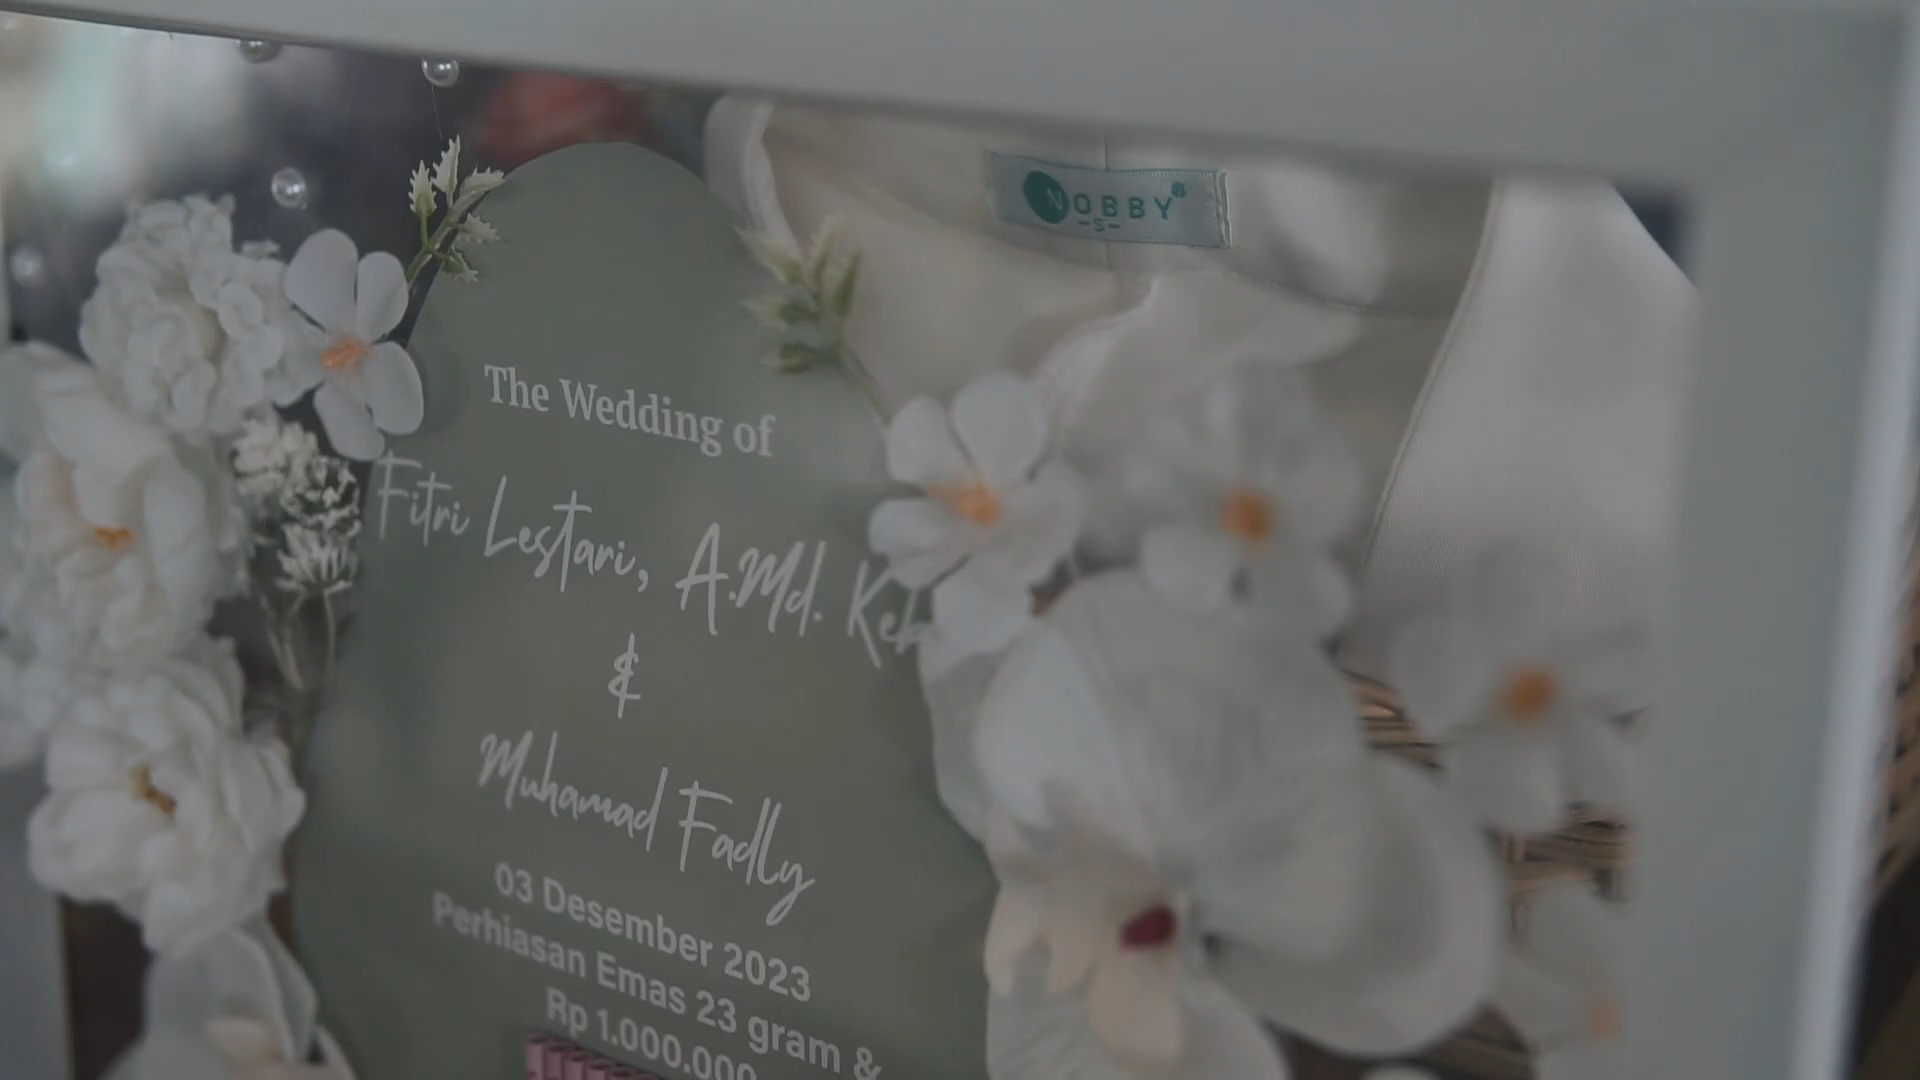 NOBBY
-S-
The Wedding of
Fitri Lestari, A.Md. Keb
&
Muhamad Fadly
03 Desember 2023
Perhiasan Emas 23 gram &
Rp 1.000.000